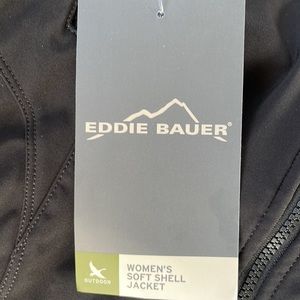 EDDIE BAUER®
OUTDOOR
WOMEN'S
SOFT SHELL
JACKET